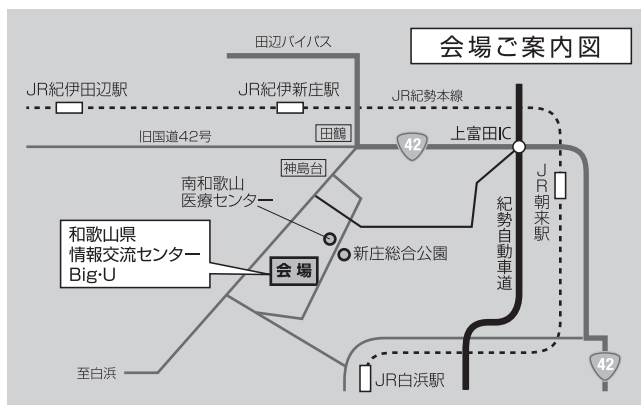 会場ご案内図
田辺バイパス
JR紀伊田辺駅
JR紀伊新庄駅
JR紀勢本線
旧国道42号
田鶴
42
上富田IC
神島台
南和歌山
医療センター
JR朝来駅
紀勢自動車道
和歌山県
情報交流センター
Big・U
新庄総合公園
会場
至白浜
JR白浜駅
42